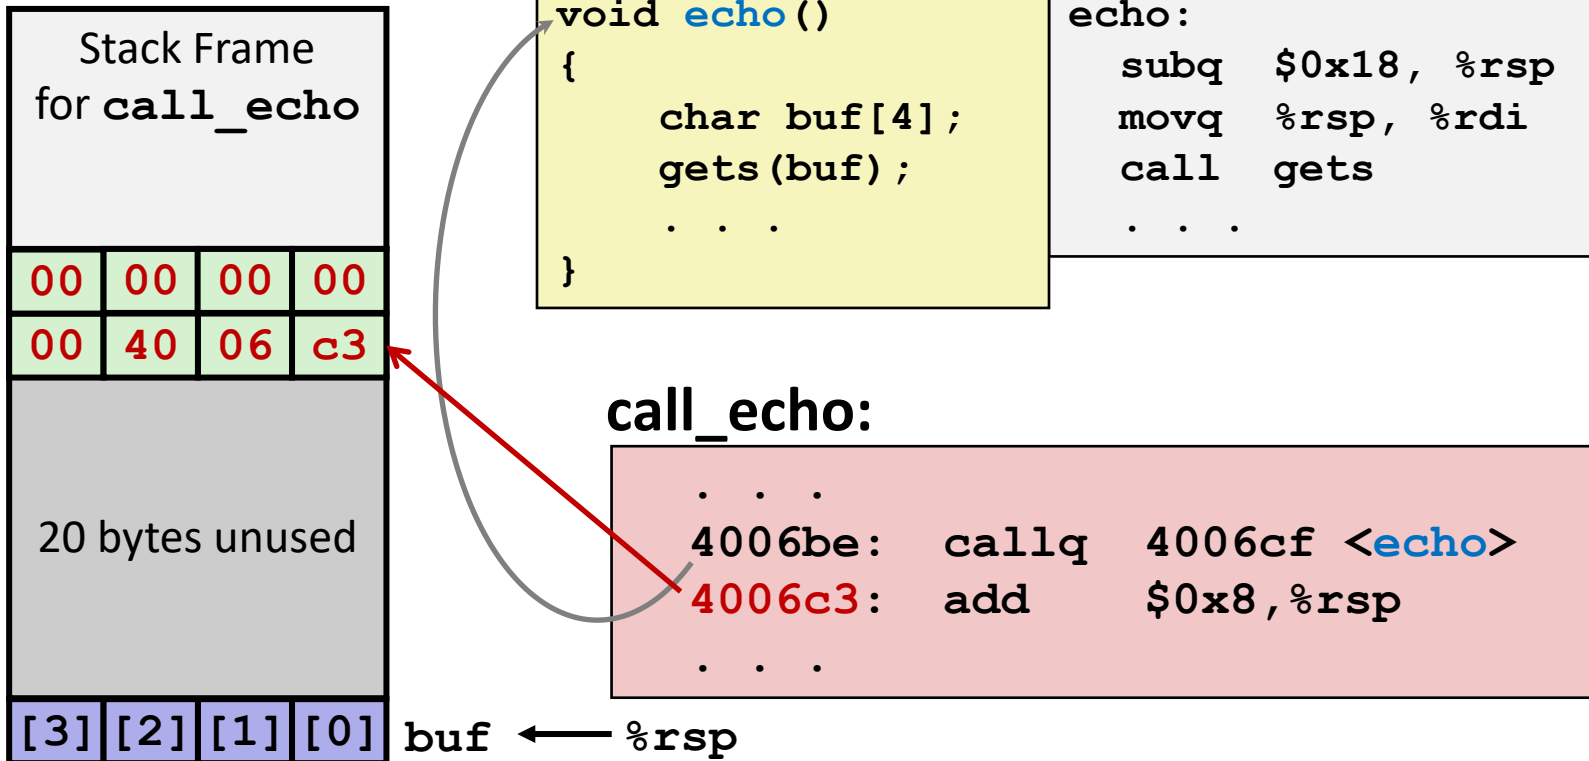 Stack Frame
for call_echo
00 00 00 00
00 40 06 c3
20 bytes unused
[3] [2] [1] [0] buf %rsp
void echo()
{
    char buf[4];
    gets(buf);
    . . .
}
echo:
  subq $0x18, %rsp
  movq %rsp, %rdi
  call gets
  . . .
call_echo:
. . .
4006be: callq 4006cf <echo>
4006c3: add $0x8,%rsp
. . .